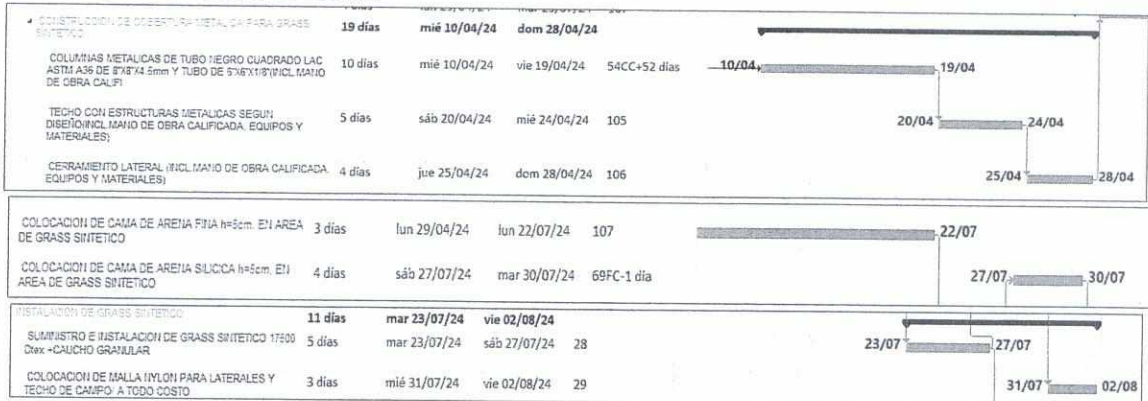 CONSTRUCCION DE COBERTURA METALICA PARA GRASS
SINTETICO
19 días mié 10/04/24 dom 28/04/24
COLUMNAS METALICAS DE TUBO NEGRO CUADRADO LAC
ASTM A36 DE 8"X8"X4.5mm Y TUBO DE MANO
DE OBRA CALIFI
10 días mié 10/04/24 vie 19/04/24 54CC+52 días 10/04 19/04
TECHO CON ESTRUCTURAS METALICAS SEGUN
DISEÑO(INCL.MANO DE OBRA CALIFICADA, EQUIPOS Y
MATERIALES)
5 días sáb 20/04/24 mié 24/04/24 105 20/04 24/04
CERRAMIENTO LATERAL (INCL.MANO DE OBRA CALIFICADA,
EQUIPOS Y MATERIALES)
4 días jue 25/04/24 dom 28/04/24 106 25/04 28/04
COLOCACION DE CAMA DE ARENA FINA h=5cm. EN AREA
DE GRASS SINTETICO
3 días lun 29/04/24 lun 22/07/24 107 22/07
COLOCACION DE CAMA DE ARENA SILICICA h=5cm. EN
AREA DE GRASS SINTETICO
4 días sáb 27/07/24 mar 30/07/24 69FC-1 día 27/07 30/07
INSTALACION DE GRASS SINTETICO
11 días mar 23/07/24 vie 02/08/24
SUMINISTRO E INSTALACION DE GRASS SINTETICO 17600
Dtex +CAUCHO GRANULAR
5 días mar 23/07/24 sáb 27/07/24 28 23/07 27/07
COLOCACION DE MALLA NYLON PARA LATERALES Y
TECHO DE CAMPO/ A TODO COSTO
3 días mié 31/07/24 vie 02/08/24 29 31/07 02/08